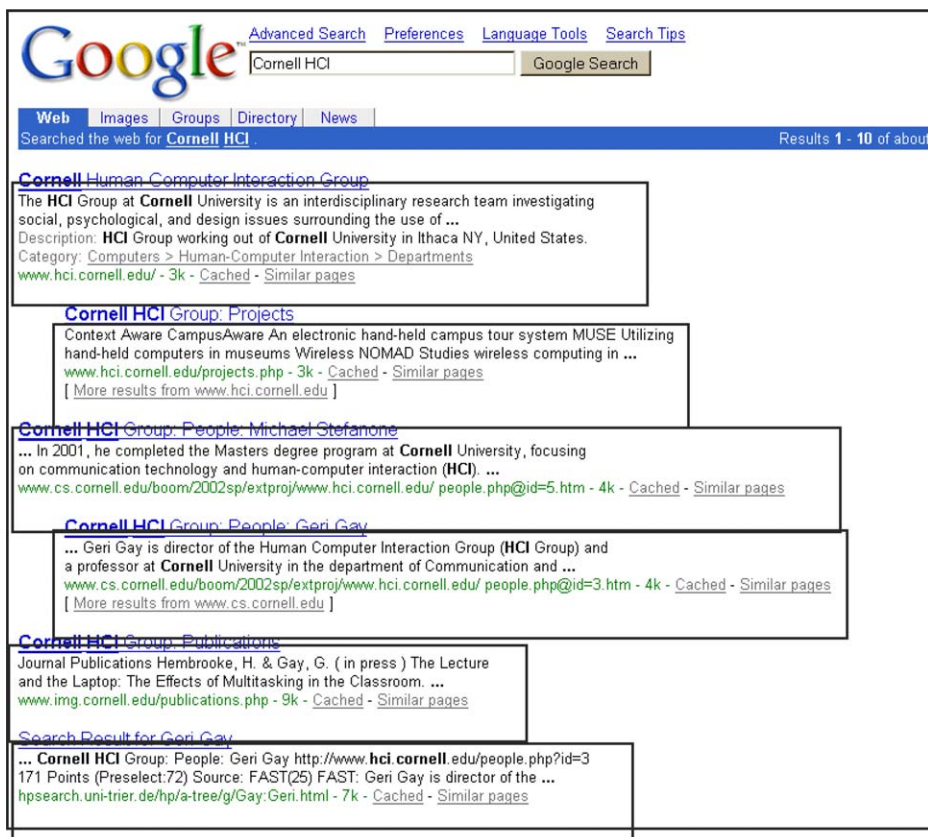 Google™
Advanced Search Preferences Language Tools Search Tips
Cornell HCI Google Search
Web Images Groups Directory News
Searched the web for Cornell HCI . Results 1 - 10 of about
Cornell Human-Computer Interaction Group
The HCI Group at Cornell University is an interdisciplinary research team investigating
social, psychological, and design issues surrounding the use of ...
Description: HCI Group working out of Cornell University in Ithaca NY, United States.
Category: Computers > Human-Computer Interaction > Departments
www.hci.cornell.edu/ - 3k - Cached - Similar pages
Cornell HCI Group: Projects
Context Aware CampusAware An electronic hand-held campus tour system MUSE Utilizing
hand-held computers in museums Wireless NOMAD Studies wireless computing in ...
www.hci.cornell.edu/projects.php - 3k - Cached - Similar pages
[ More results from www.hci.cornell.edu ]
Cornell HCI Group: People: Michael Stefanone
... In 2001, he completed the Masters degree program at Cornell University, focusing
on communication technology and human-computer interaction (HCI). ...
www.cs.cornell.edu/boom/2002sp/extproj/www.hci.cornell.edu/ people.php@id=5.htm - 4k - Cached - Similar pages
Cornell HCI Group: People: Geri Gay
... Geri Gay is director of the Human Computer Interaction Group (HCI Group) and
a professor at Cornell University in the department of Communication and ...
www.cs.cornell.edu/boom/2002sp/extproj/www.hci.cornell.edu/ people.php@id=3.htm - 4k - Cached - Similar pages
[ More results from www.cs.cornell.edu ]
Cornell HCI Group: Publications
Journal Publications Hembrooke, H. & Gay, G. ( in press ) The Lecture
and the Laptop: The Effects of Multitasking in the Classroom. ...
www.img.cornell.edu/publications.php - 9k - Cached - Similar pages
Search Result for Geri Gay
... Cornell HCI Group: People: Geri Gay http://www.hci.cornell.edu/people.php?id=3
171 Points (Preselect:72) Source: FAST(25) FAST: Geri Gay is director of the ...
hpsearch.uni-trier.de/hp/a-tree/g/Gay:Geri.html - 7k - Cached - Similar pages